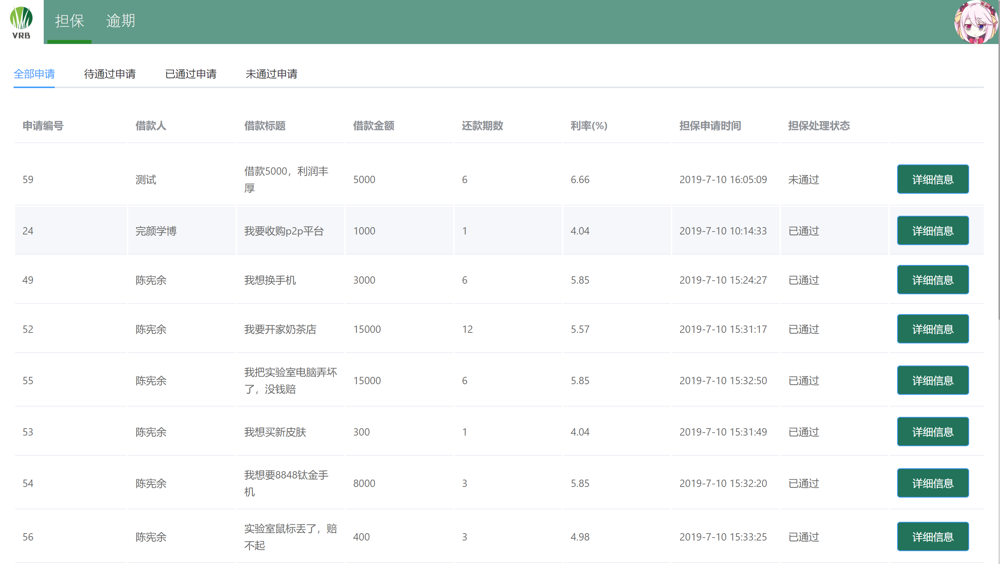 VRB
担保 逾期
全部申请 待通过申请 已通过申请 未通过申请
申请编号 借款人 借款标题 借款金额 还款期数 利率(%) 担保申请时间 担保处理状态
59 测试 借款5000，利润丰 5000 6 6.66 2019-7-10 16:05:09 未通过 详细信息
厚
24 完颜学博 我要收购p2p平台 1000 1 4.04 2019-7-10 10:14:33 已通过 详细信息
49 陈宪余 我想换手机 3000 6 5.85 2019-7-10 15:24:27 已通过 详细信息
52 陈宪余 我要开家奶茶店 15000 12 5.57 2019-7-10 15:31:17 已通过 详细信息
55 陈宪余 我把实验室电脑弄坏 15000 6 5.85 2019-7-10 15:32:50 已通过 详细信息
了，没钱赔
53 陈宪余 我想买新皮肤 300 1 4.04 2019-7-10 15:31:49 已通过 详细信息
54 陈宪余 我想要8848钛金手 8000 3 5.85 2019-7-10 15:32:20 已通过 详细信息
机
56 陈宪余 实验室鼠标丢了，赔 400 3 4.98 2019-7-10 15:33:25 已通过 详细信息
不起